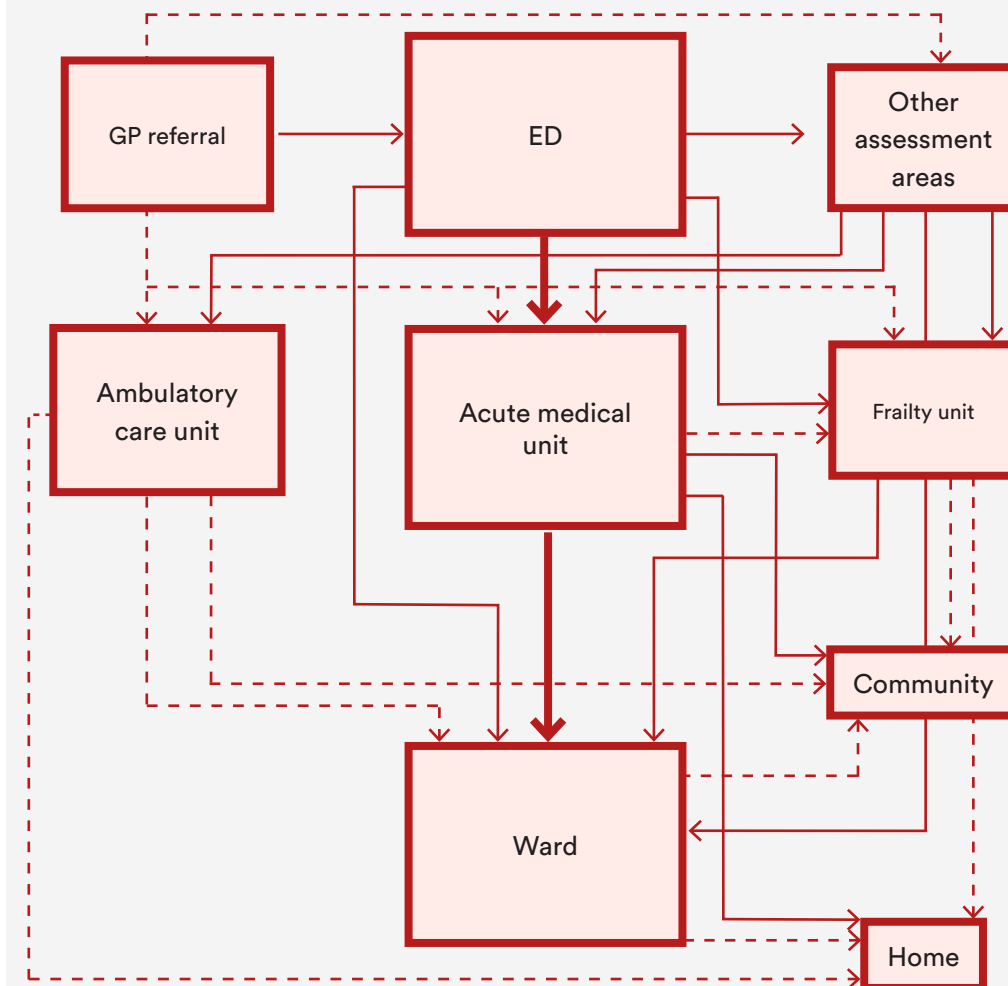 GP referral
ED
Other
assessment
areas
Ambulatory
care unit
Acute medical
unit
Frailty unit
Community
Ward
Home